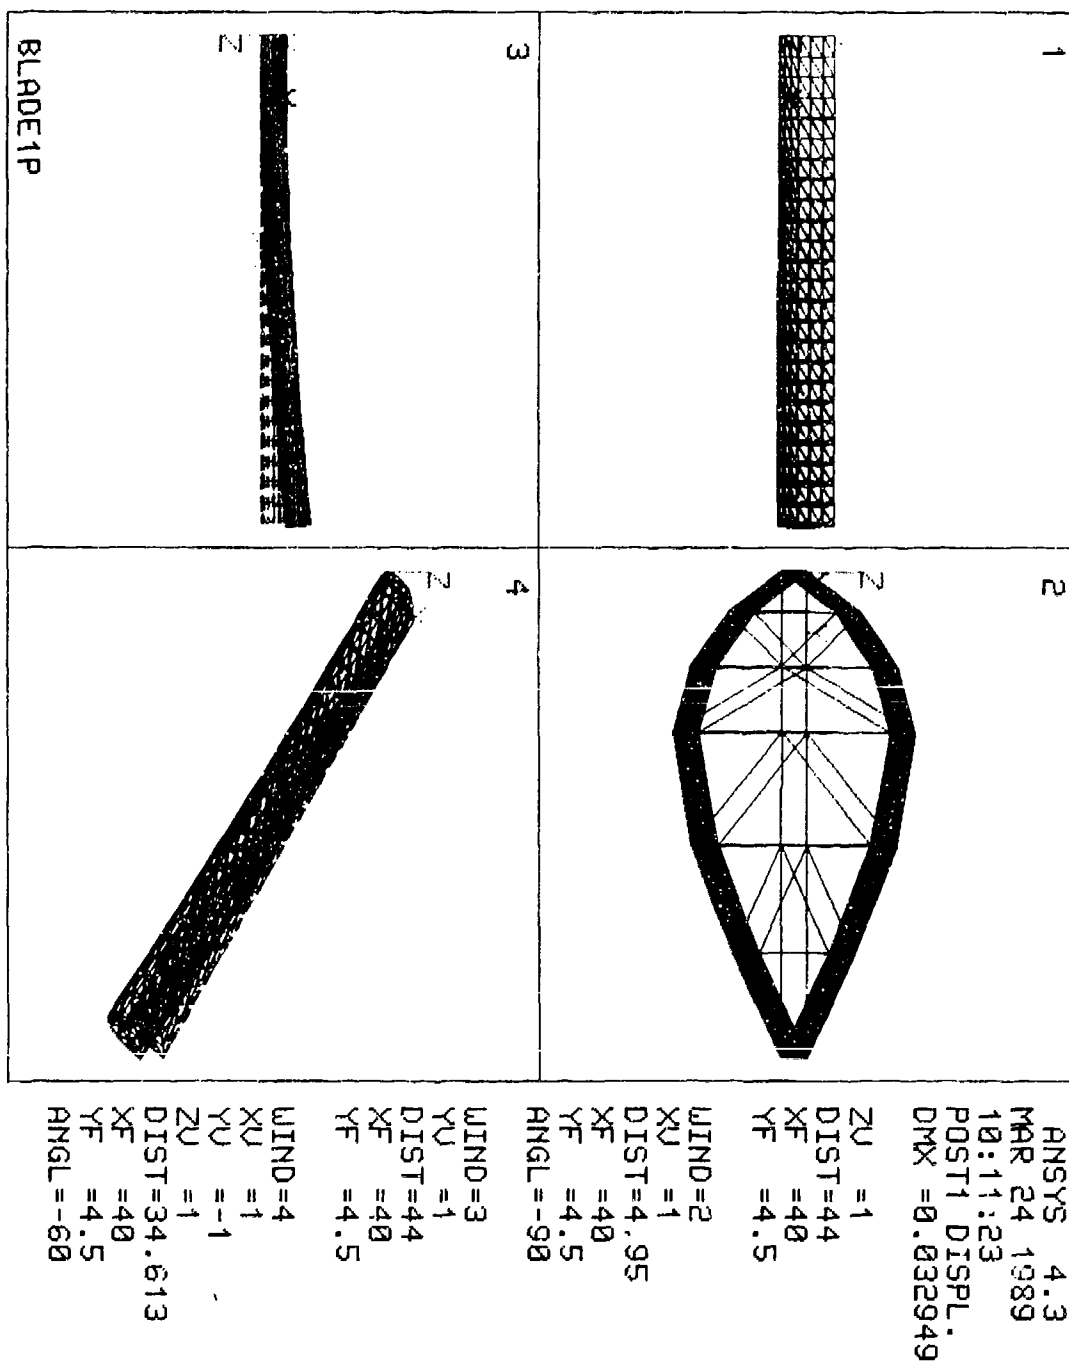 1
2
3
4
Z
Z
Z
X
BLADE1P
ANSYS 4.3
MAR 24 1989
10:11:23
POST1 DISPL.
DMX =0.032949
ZV =1
DIST=44
XF =40
YF =4.5
WIND=2
XV =1
DIST=4.95
XF =40
YF =4.5
ANGL=-90
WIND=3
YV =1
DIST=44
XF =40
YF =4.5
WIND=4
XV =1
YV =-1
ZV =1
DIST=34.613
XF =40
YF =4.5
ANGL=-60